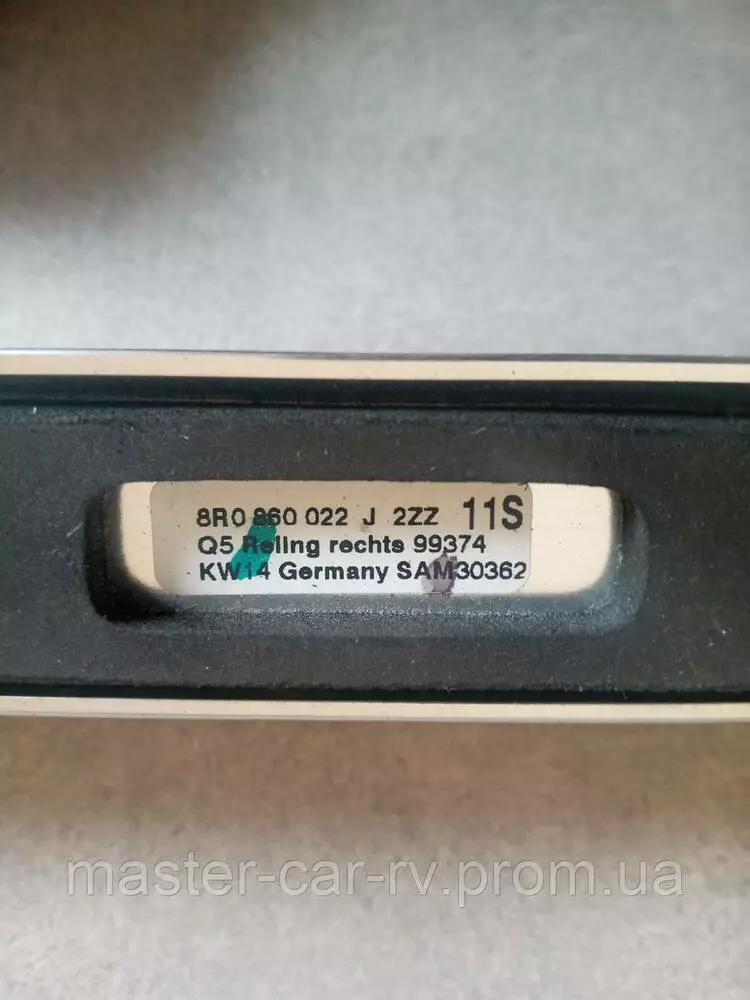 8R0 860 022 J 2ZZ 11S
Q5 Reling rechts 99374
KW14 Germany SAM30362
master-car-rv.prom.ua